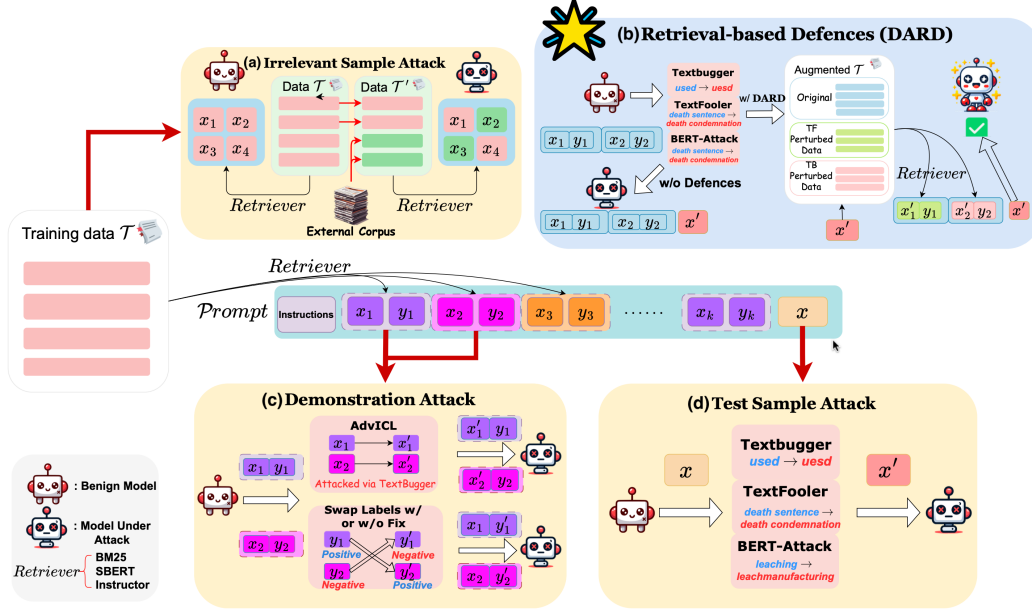 (a) Irrelevant Sample Attack
Data 𝒯
Data 𝒯′
x₁ x₂
x₃ x₄
x₁ x₂
x₃ x₄
Retriever
Retriever
External Corpus
(b) Retrieval-based Defences (DARD)
Textbugger
used → uesd
TextFooler
death sentence →
death condemnation
BERT-Attack
death sentence →
death condemnation
w/ DARD
w/o Defences
x₁ y₁ x₂ y₂
x₁ y₁ x₂ y₂ x′
Augmented 𝒯
Original
TF
Perturbed
Data
TB
Perturbed
Data
x′
Retriever
x′₁ y₁ x′₂ y₂ x′
Training data 𝒯
Retriever
Prompt
Instructions
x₁ y₁ x₂ y₂ x₃ y₃ ...... xₖ yₖ x
(c) Demonstration Attack
AdvICL
x₁ x′₁
x₂ x′₂
Attacked via TextBugger
x₁ y₁
x₂ y₂
x′₁ y₁
x′₂ y₂
Swap Labels w/
or w/o Fix
y₁ y′₁
Positive Negative
y₂ y′₂
Negative Positive
x₁ y′₁
x₂ y′₂
(d) Test Sample Attack
x
Textbugger
used → uesd
TextFooler
death sentence →
death condemnation
BERT-Attack
leaching →
leachmanufacturing
x′
: Benign Model
: Model Under
Attack
Retriever
BM25
SBERT
Instructor